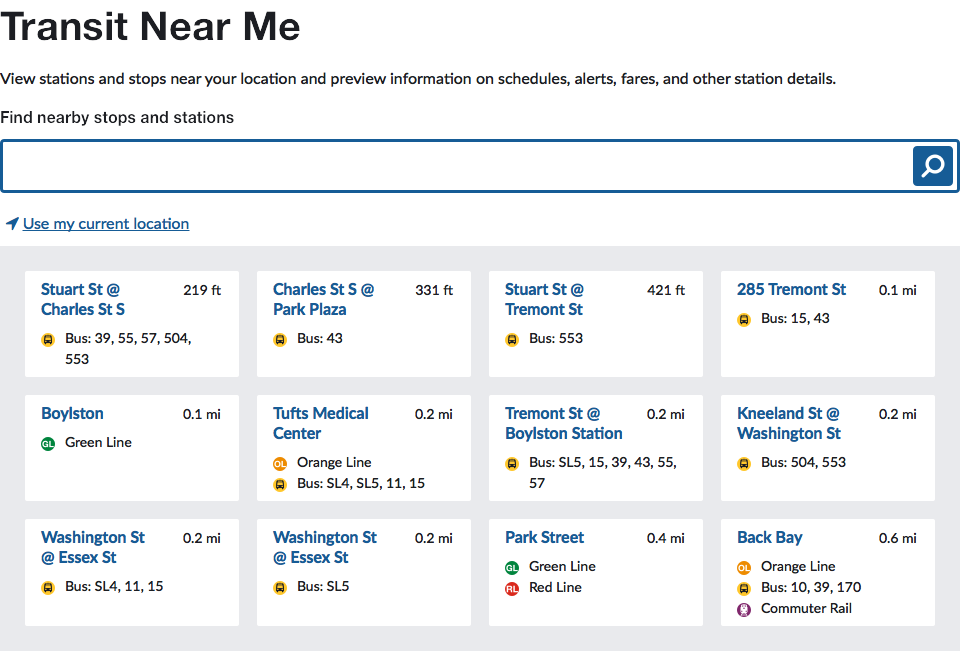 Transit Near Me
View stations and stops near your location and preview information on schedules, alerts, fares, and other station details.
Find nearby stops and stations
Use my current location
Stuart St @ 219 ft
Charles St S
Bus: 39, 55, 57, 504,
553
Charles St S @ 331 ft
Park Plaza
Bus: 43
Stuart St @ 421 ft
Tremont St
Bus: 553
285 Tremont St 0.1 mi
Bus: 15, 43
Boylston 0.1 mi
GL Green Line
Tufts Medical 0.2 mi
Center
OL Orange Line
Bus: SL4, SL5, 11, 15
Tremont St @ 0.2 mi
Boylston Station
Bus: SL5, 15, 39, 43, 55,
57
Kneeland St @ 0.2 mi
Washington St
Bus: 504, 553
Washington St 0.2 mi
@ Essex St
Bus: SL4, 11, 15
Washington St 0.2 mi
@ Essex St
Bus: SL5
Park Street 0.4 mi
GL Green Line
RL Red Line
Back Bay 0.6 mi
OL Orange Line
Bus: 10, 39, 170
Commuter Rail